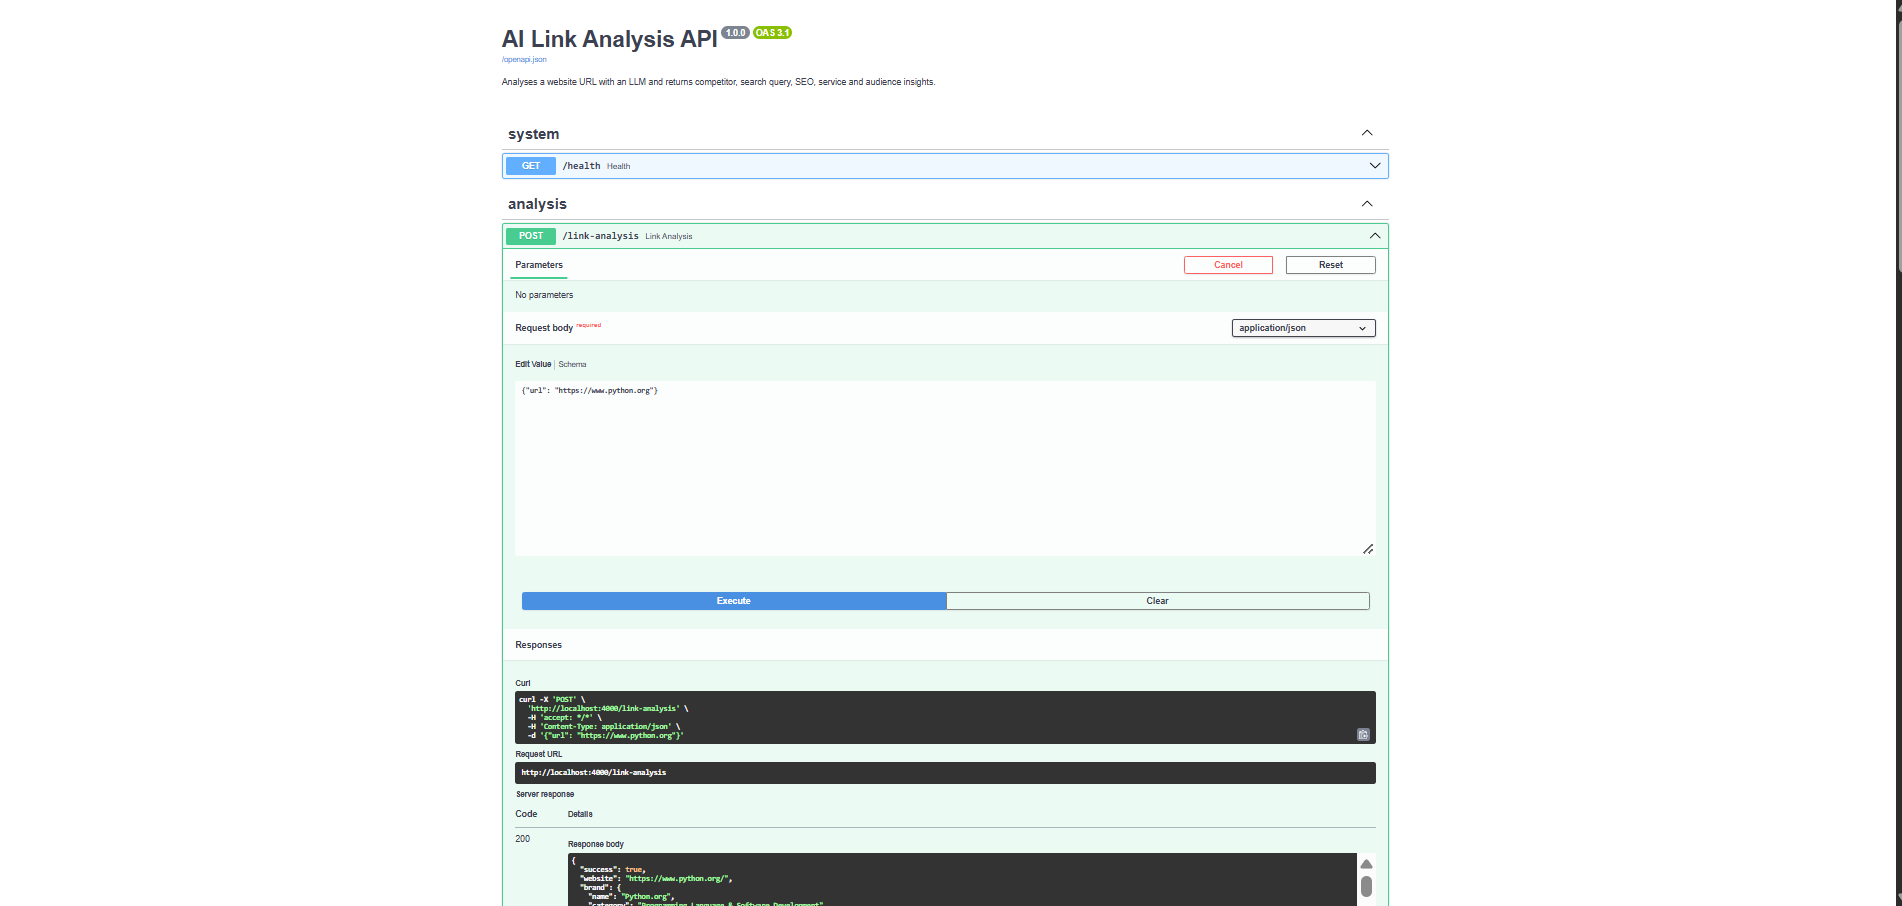 AI Link Analysis API 1.0.0 OAS 3.1
/openapi.json
Analyses a website URL with an LLM and returns competitor, search query, SEO, service and audience insights.
system
GET /health Health
analysis
POST /link-analysis Link Analysis
Parameters Cancel Reset
No parameters
Request body required application/json
Edit Value | Schema
{"url": "https://www.python.org"}
Execute Clear
Responses
Curl
curl -X 'POST' \
'http://localhost:4000/link-analysis' \
-H 'accept: */*' \
-H 'Content-Type: application/json' \
-d '{"url": "https://www.python.org"}'
Request URL
http://localhost:4000/link-analysis
Server response
Code Details
200
Response body
{
"success": true,
"website": "https://www.python.org/",
"brand": {
"name": "Python.org",
"category": "Programming Language & Software Development"